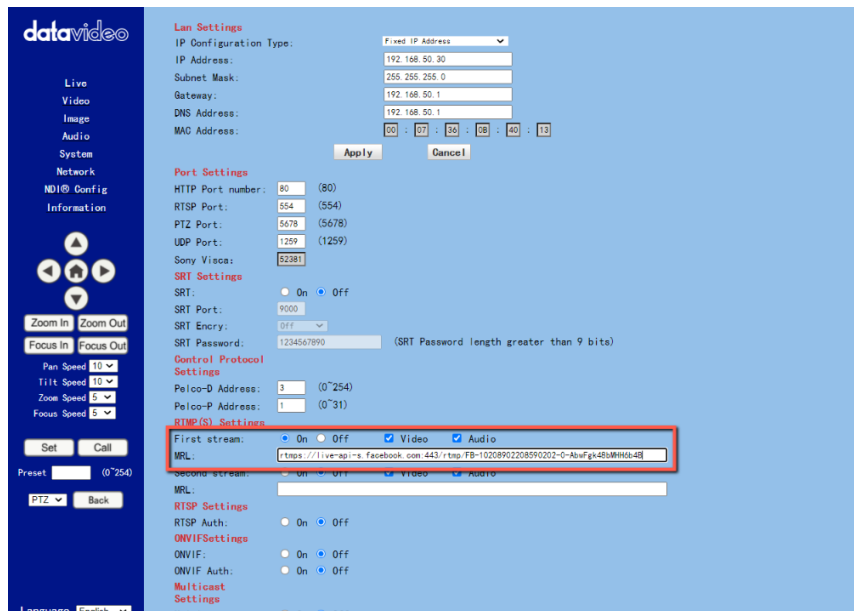 datavideo
Live
Video
Image
Audio
System
Network
NDI® Config
Information
Zoom In Zoom Out
Focus In Focus Out
Pan Speed 10
Tilt Speed 10
Zoom Speed 5
Focus Speed 5
Set Call
Preset (0~254)
PTZ Back
Language English
Lan Settings
IP Configuration Type: Fixed IP Address
IP Address: 192.168.50.30
Subnet Mask: 255.255.255.0
Gateway: 192.168.50.1
DNS Address: 192.168.50.1
MAC Address: 00 : 07 : 36 : 0B : 40 : 13
Apply Cancel
Port Settings
HTTP Port number: 80 (80)
RTSP Port: 554 (554)
PTZ Port: 5678 (5678)
UDP Port: 1259 (1259)
Sony Visca: 52381
SRT Settings
SRT: On Off
SRT Port: 9000
SRT Encry: Off
SRT Password: 1234567890 (SRT Password length greater than 9 bits)
Control Protocol
Settings
Pelco-D Address: 3 (0~254)
Pelco-P Address: 1 (0~31)
RTMP(S) Settings
First stream: On Off Video Audio
MRL: rtmps://live-api-s.facebook.com:443/rtmp/FB-10208902208590202-0-AbwFgk48bMHH6b4B
Second stream: On Off Video Audio
MRL:
RTSP Settings
RTSP Auth: On Off
ONVIFSettings
ONVIF: On Off
ONVIF Auth: On Off
Multicast
Settings